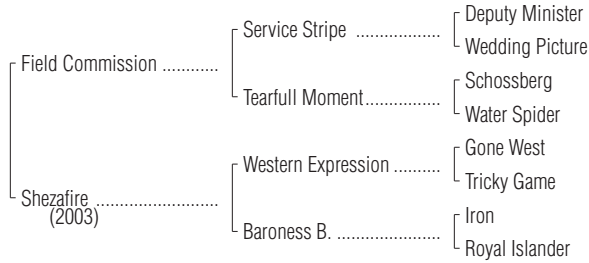 Deputy Minister
Service Stripe ..................
Wedding Picture
Field Commission ............
Schossberg
Tearfull Moment................
Water Spider
Gone West
Western Expression ..........
Tricky Game
Shezafire ..........................
(2003)
Iron
Baroness B. ......................
Royal Islander